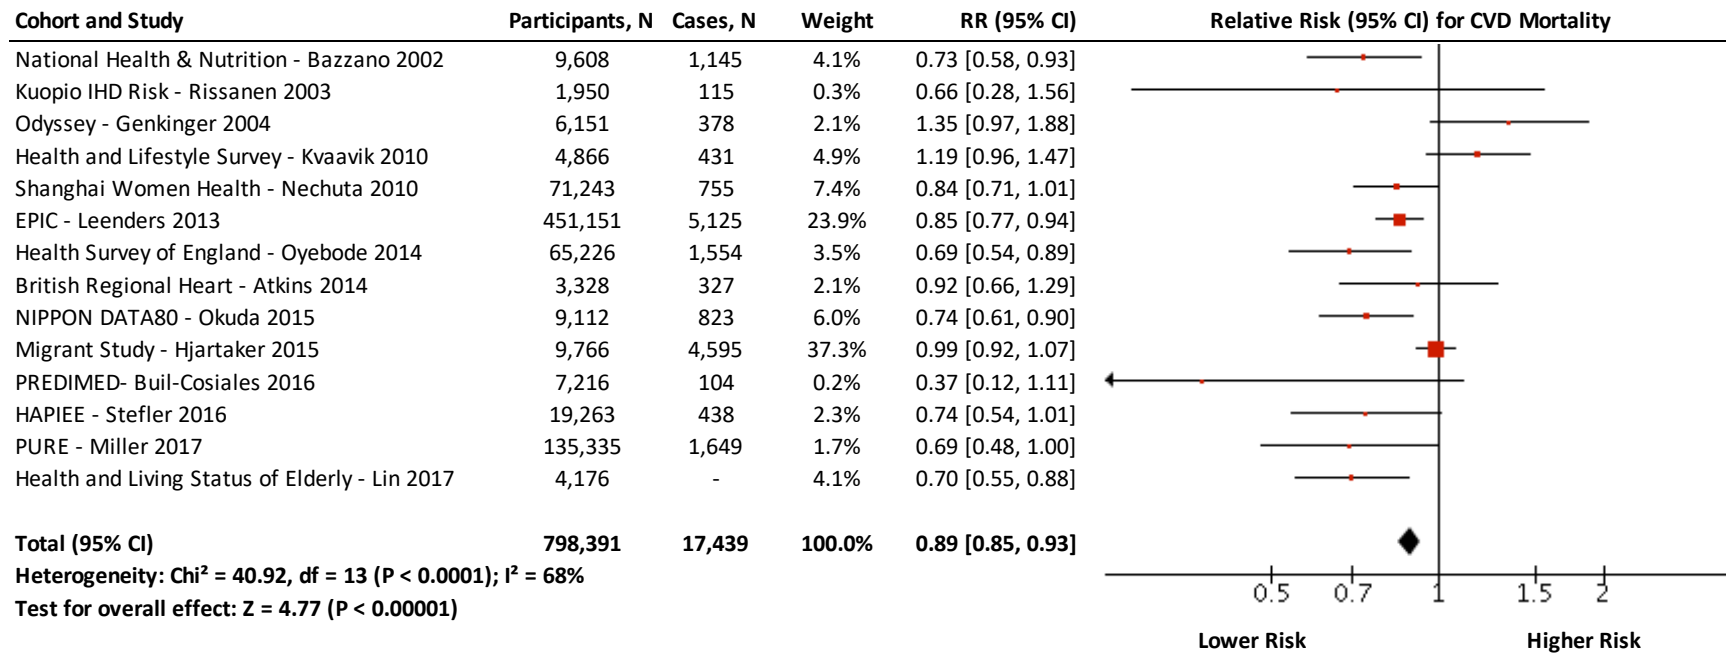 Cohort and Study Participants, N Cases, N Weight RR (95% CI) Relative Risk (95% CI) for CVD Mortality
National Health & Nutrition - Bazzano 2002 9,608 1,145 4.1% 0.73 [0.58, 0.93]
Kuopio IHD Risk - Rissanen 2003 1,950 115 0.3% 0.66 [0.28, 1.56]
Odyssey - Genkinger 2004 6,151 378 2.1% 1.35 [0.97, 1.88]
Health and Lifestyle Survey - Kvaavik 2010 4,866 431 4.9% 1.19 [0.96, 1.47]
Shanghai Women Health - Nechuta 2010 71,243 755 7.4% 0.84 [0.71, 1.01]
EPIC - Leenders 2013 451,151 5,125 23.9% 0.85 [0.77, 0.94]
Health Survey of England - Oyebode 2014 65,226 1,554 3.5% 0.69 [0.54, 0.89]
British Regional Heart - Atkins 2014 3,328 327 2.1% 0.92 [0.66, 1.29]
NIPPON DATA80 - Okuda 2015 9,112 823 6.0% 0.74 [0.61, 0.90]
Migrant Study - Hjartaker 2015 9,766 4,595 37.3% 0.99 [0.92, 1.07]
PREDIMED- Buil-Cosiales 2016 7,216 104 0.2% 0.37 [0.12, 1.11]
HAPIEE - Stefler 2016 19,263 438 2.3% 0.74 [0.54, 1.01]
PURE - Miller 2017 135,335 1,649 1.7% 0.69 [0.48, 1.00]
Health and Living Status of Elderly - Lin 2017 4,176 - 4.1% 0.70 [0.55, 0.88]
Total (95% CI) 798,391 17,439 100.0% 0.89 [0.85, 0.93]
Heterogeneity: Chi² = 40.92, df = 13 (P < 0.0001); I² = 68%
0.5 0.7 1 1.5 2
Test for overall effect: Z = 4.77 (P < 0.00001)
Lower Risk Higher Risk